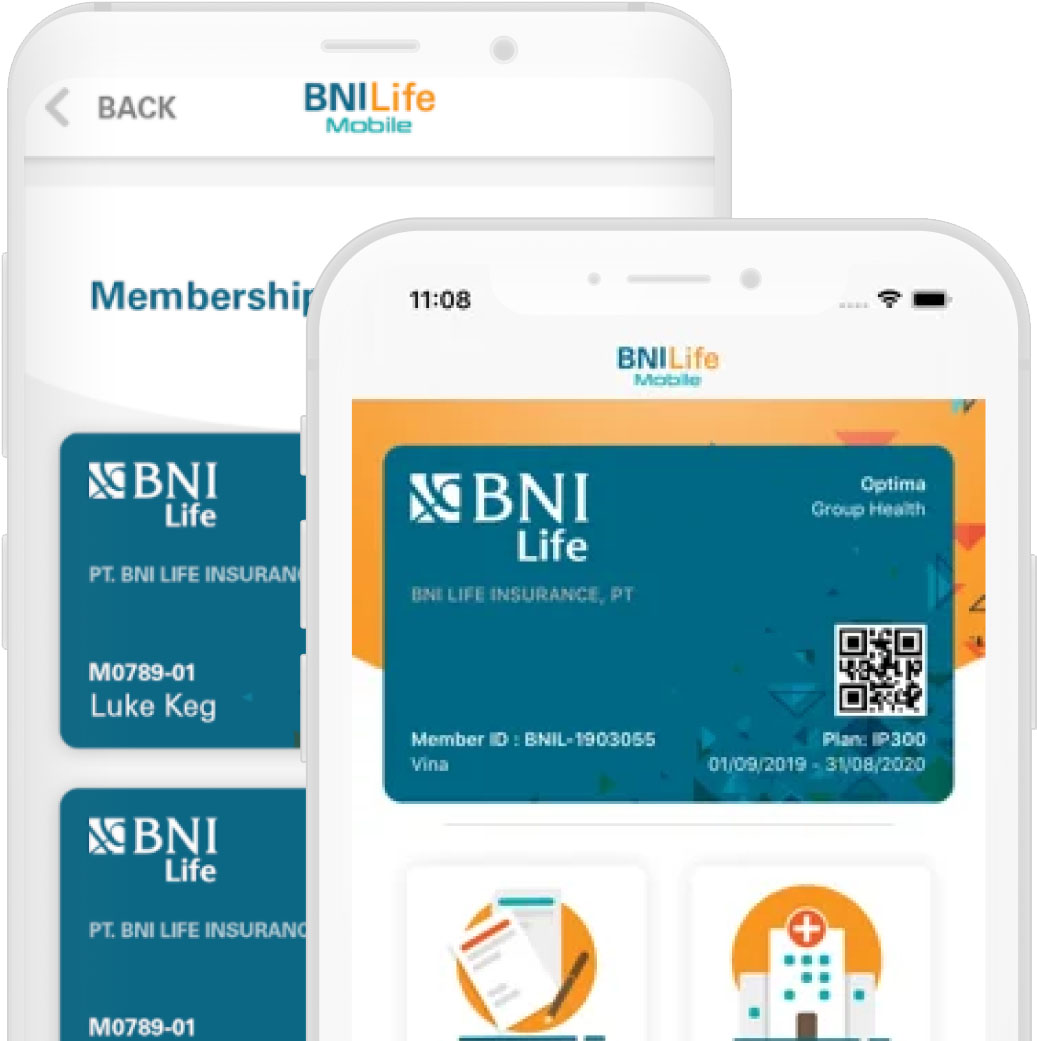 BACK
BNILife
Mobile
Membership
BNI
Life
PT. BNI LIFE INSURANC
M0789-01
Luke Keg
BNI
Life
PT. BNI LIFE INSURANC
M0789-01
11:08
BNILife
Mobile
BNI
Life
Optima
Group Health
BNI LIFE INSURANCE, PT
Member ID : BNIL-1903055
Vina
Plan: IP300
01/09/2019 - 31/08/2020